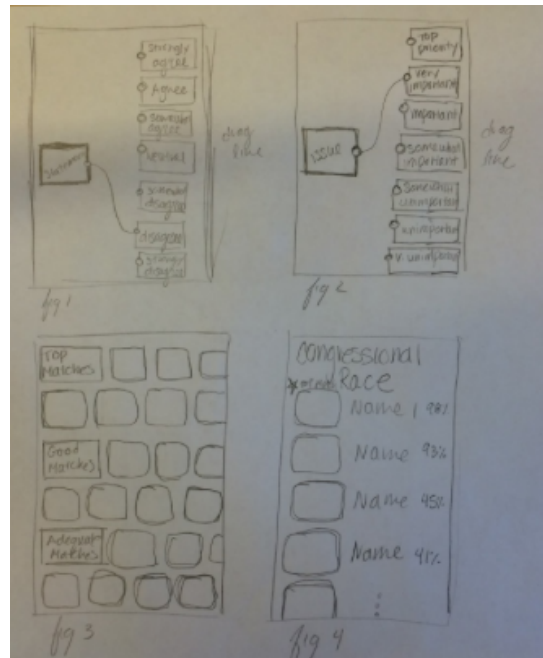 strongly
agree
Agree
somewhat
agree
neutral
somewhat
disagree
disagree
strongly
disagree
drag
line
fig 1
TOP
priority
very
important
important
ISSUE
somewhat
important
somewhat
unimportant
unimportant
v. unimportant
drag
line
fig 2
TOP
Matches
Good
Matches
Adequate
Matches
fig 3
Congressional
Race
Name 98%
Name 93%
Name 45%
Name 41%
fig 4